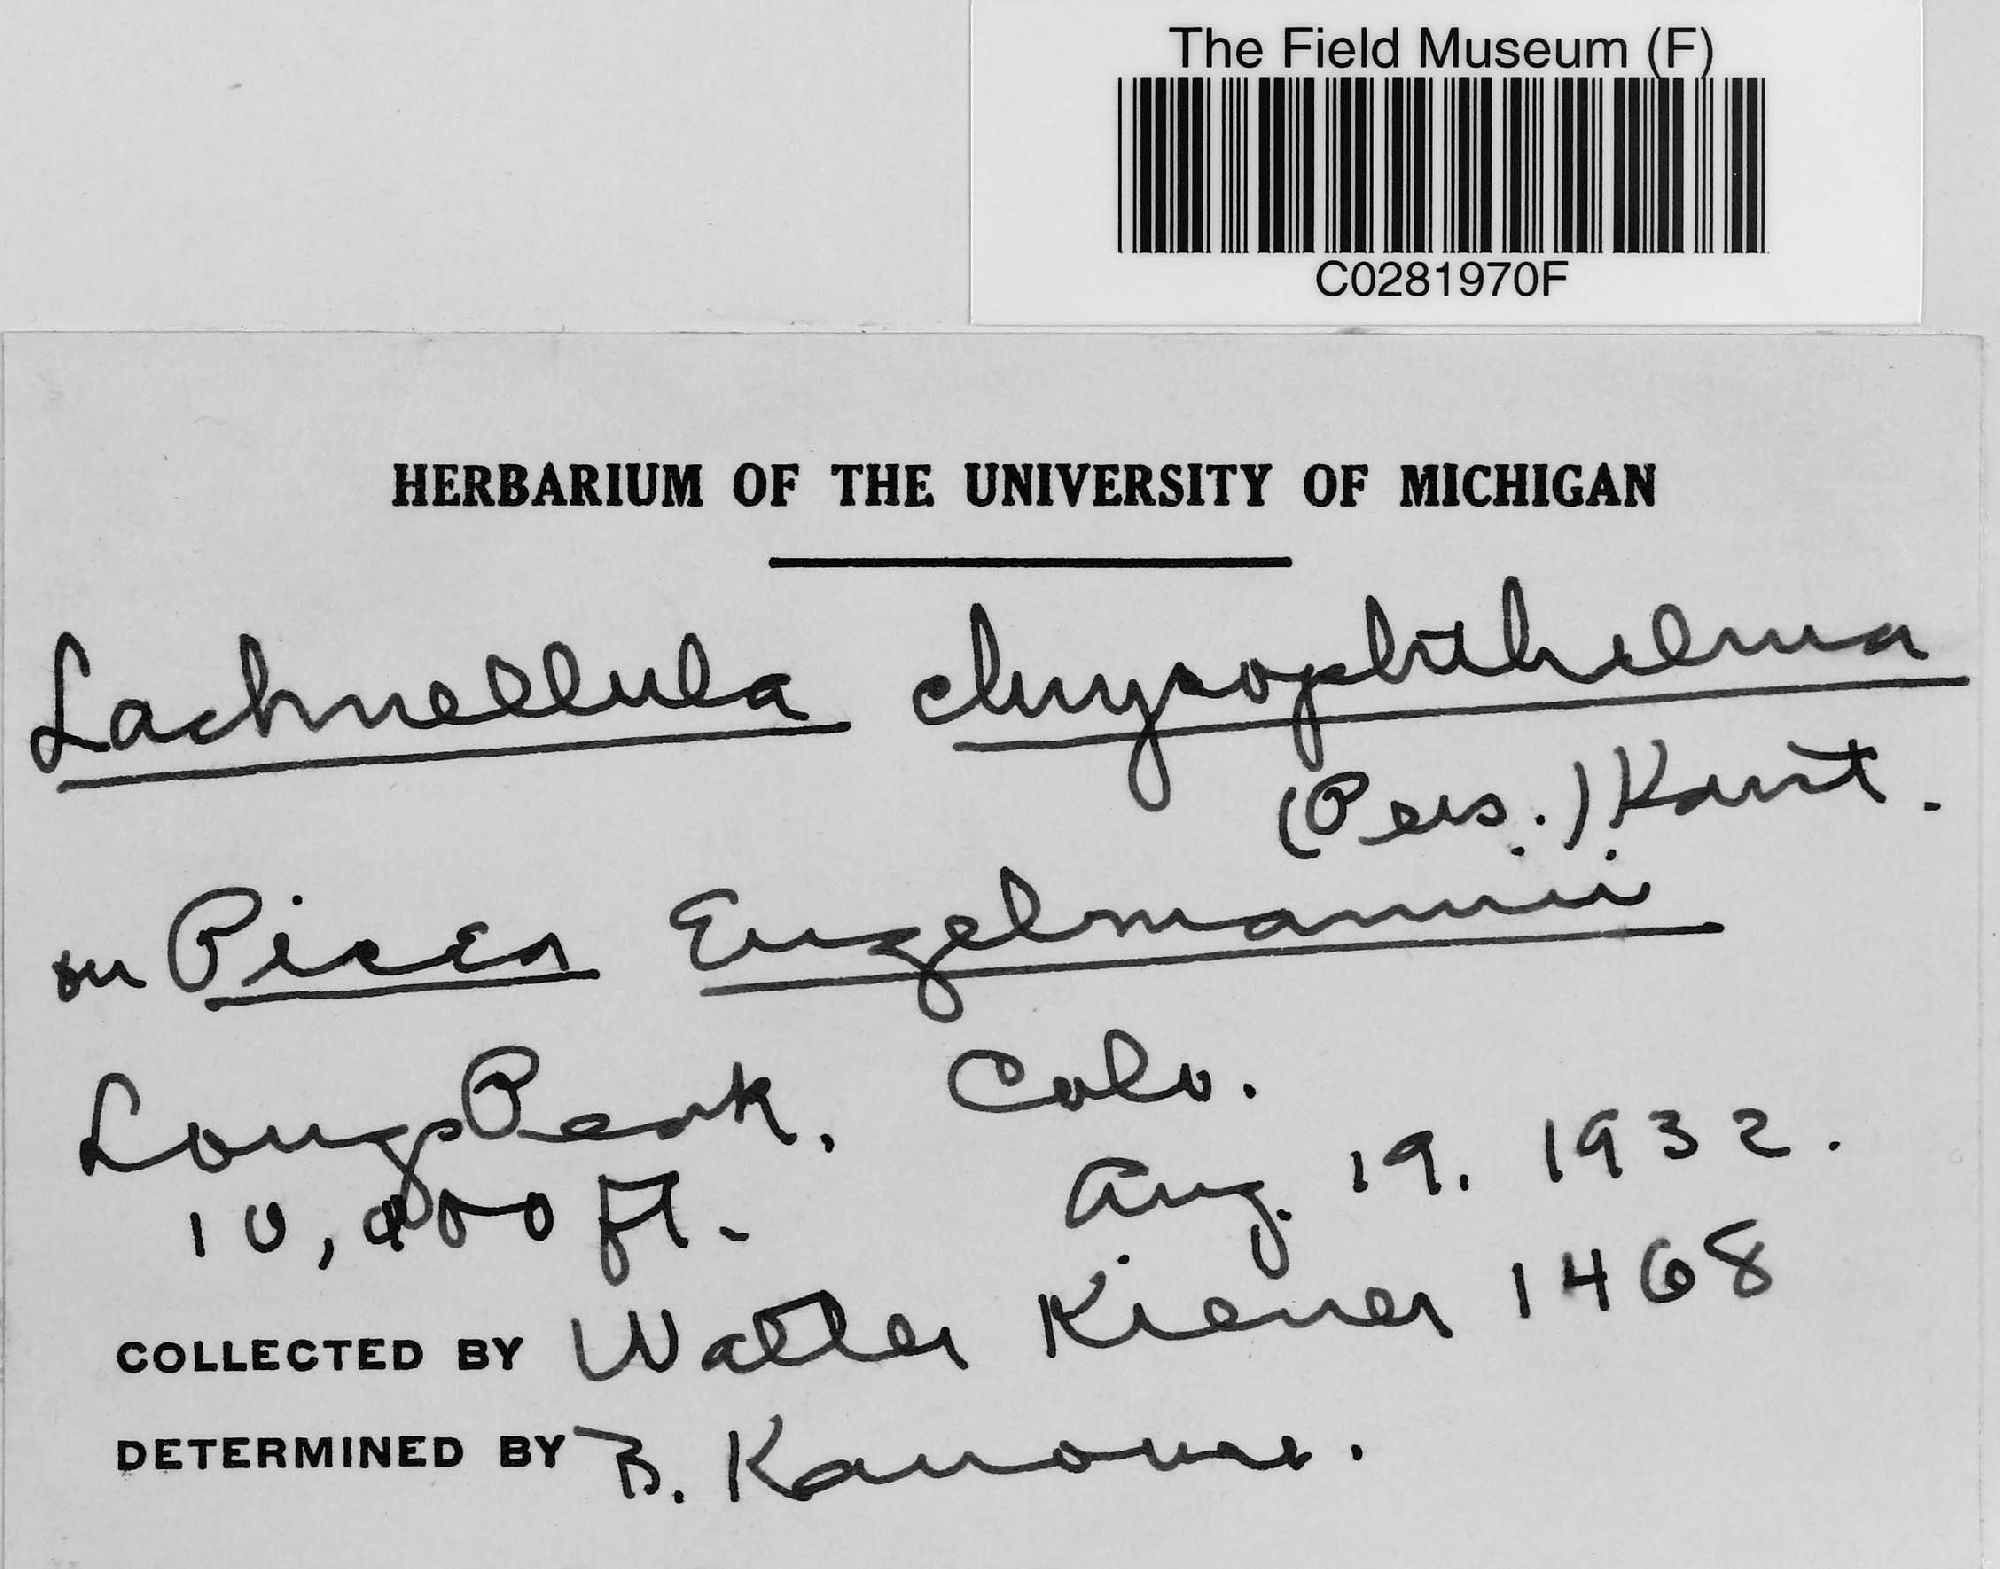 The Field Museum (F)
C0281970F
HERBARIUM OF THE UNIVERSITY OF MICHIGAN
Lachnellula chrysophthalma
(Pers.) Karst.
on Picea Engelmannii
Longs Peak, Colo.
10,000 ft. Aug. 19. 1932.
COLLECTED BY Walter Kiener 1468
DETERMINED BY B. Kanouse.